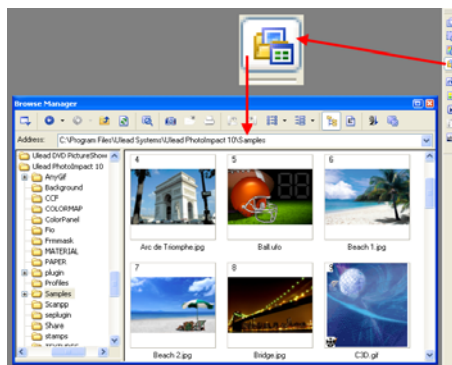 Browse Manager
Address: C:\Program Files\Ulead Systems\Ulead PhotoImpact 10\Samples
Ulead DVD PictureShow
Ulead PhotoImpact 10
AnyGif
Background
CCF
COLORMAP
ColorPanel
Fio
Frnmask
MATERIAL
PAPER
plugin
Profiles
Samples
Scanpp
seplugin
Share
stamps
4
5
6
Arc de Triomphe.jpg
Ball.ufo
Beach 1.jpg
7
8
9
Beach 2.jpg
Bridge.jpg
C3D.gif